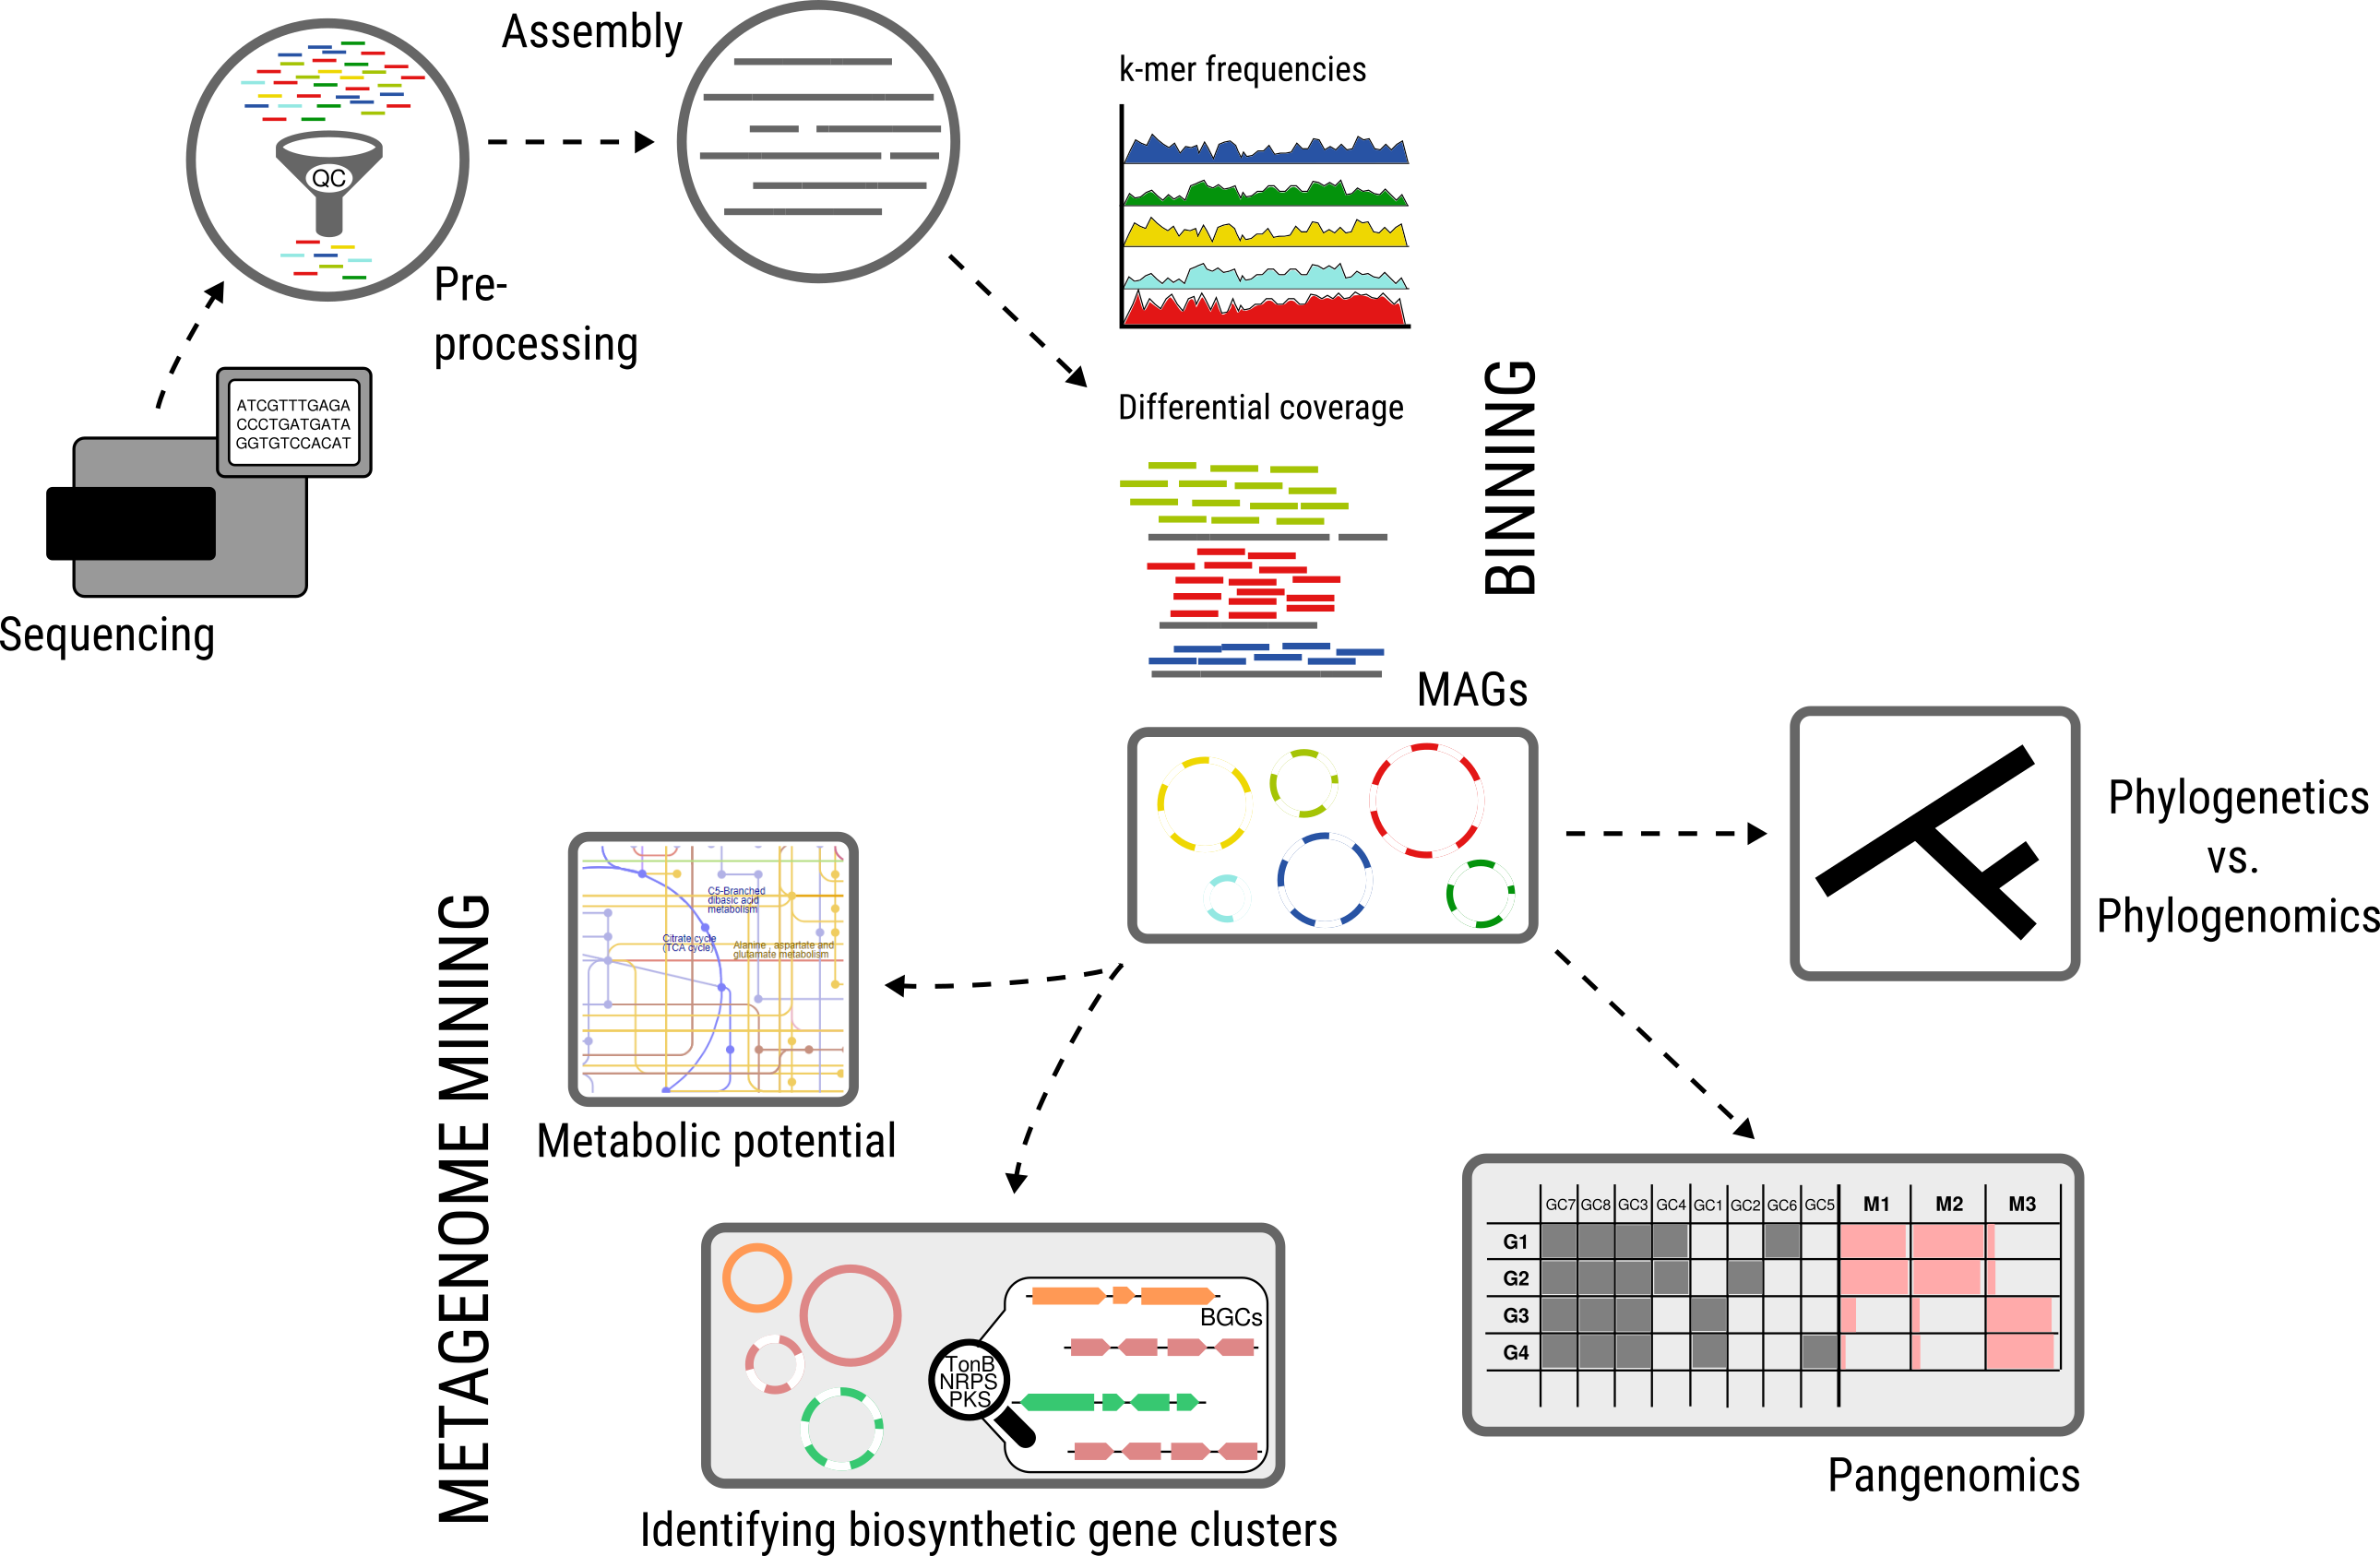 Assembly
QC
Pre-
processing
ATCGTTTGAGA
CCCTGATGATA
GGTGTCCACAT
Sequencing
k-mer frequencies
Differential coverage
BINNING
MAGs
Phylogenetics
vs.
Phylogenomics
METAGENOME MINING
C5-Branched
dibasic acid
metabolism
Citrate cycle
(TCA cycle)
Alanine , aspartate and
glutamate metabolism
Metabolic potential
BGCs
TonB
NRPS
PKS
Identifying biosynthetic gene clusters
GC7 GC8 GC3 GC4 GC1 GC2 GC6 GC5 M1 M2 M3
G1
G2
G3
G4
Pangenomics